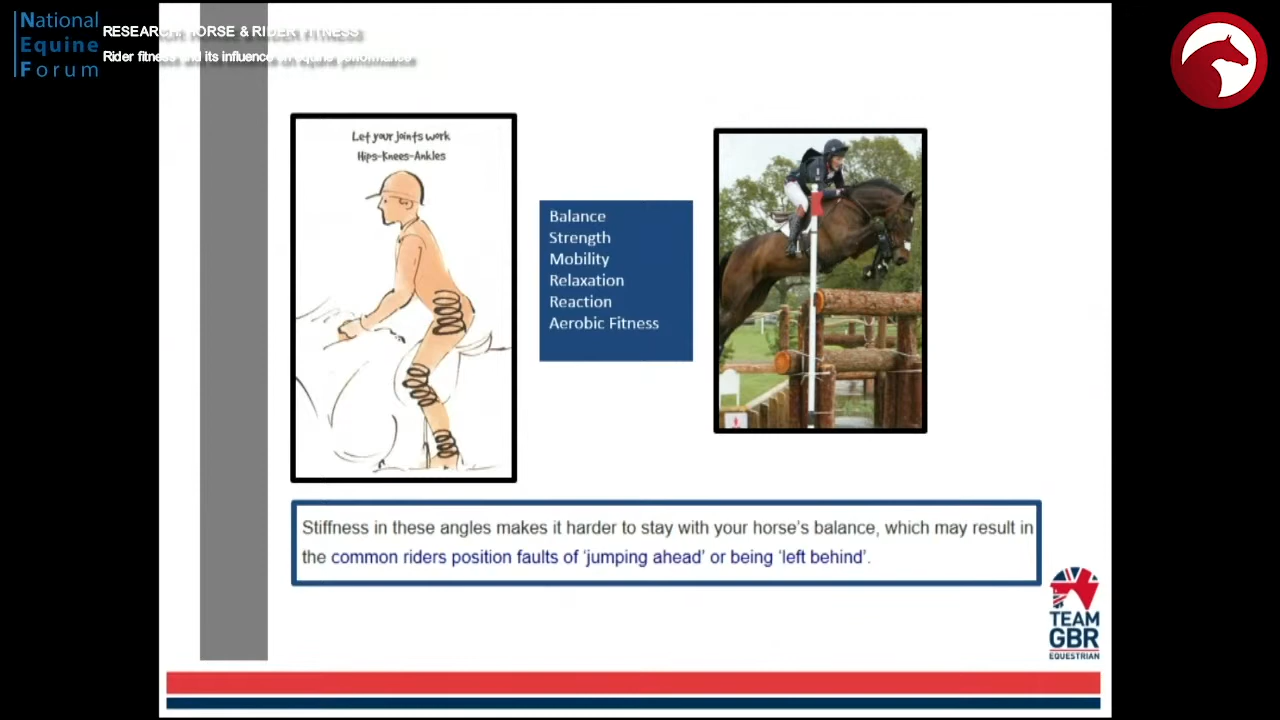 National
Equine
Forum
RESEARCH: HORSE & RIDER FITNESS
Rider fitness and its influence on equine performance
Let your joints work
Hips-Knees-Ankles
Balance
Strength
Mobility
Relaxation
Reaction
Aerobic Fitness
Stiffness in these angles makes it harder to stay with your horse's balance, which may result in
the common riders position faults of ‘jumping ahead’ or being ‘left behind’.
TEAM
GBR
EQUESTRIAN